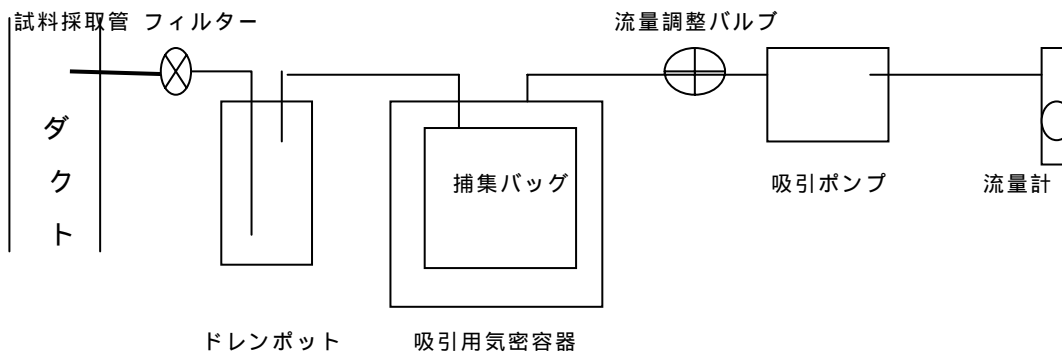 試料採取管 フィルター
流量調整バルブ
ダクト
捕集バッグ
吸引ポンプ
流量計
ドレンポット
吸引用気密容器